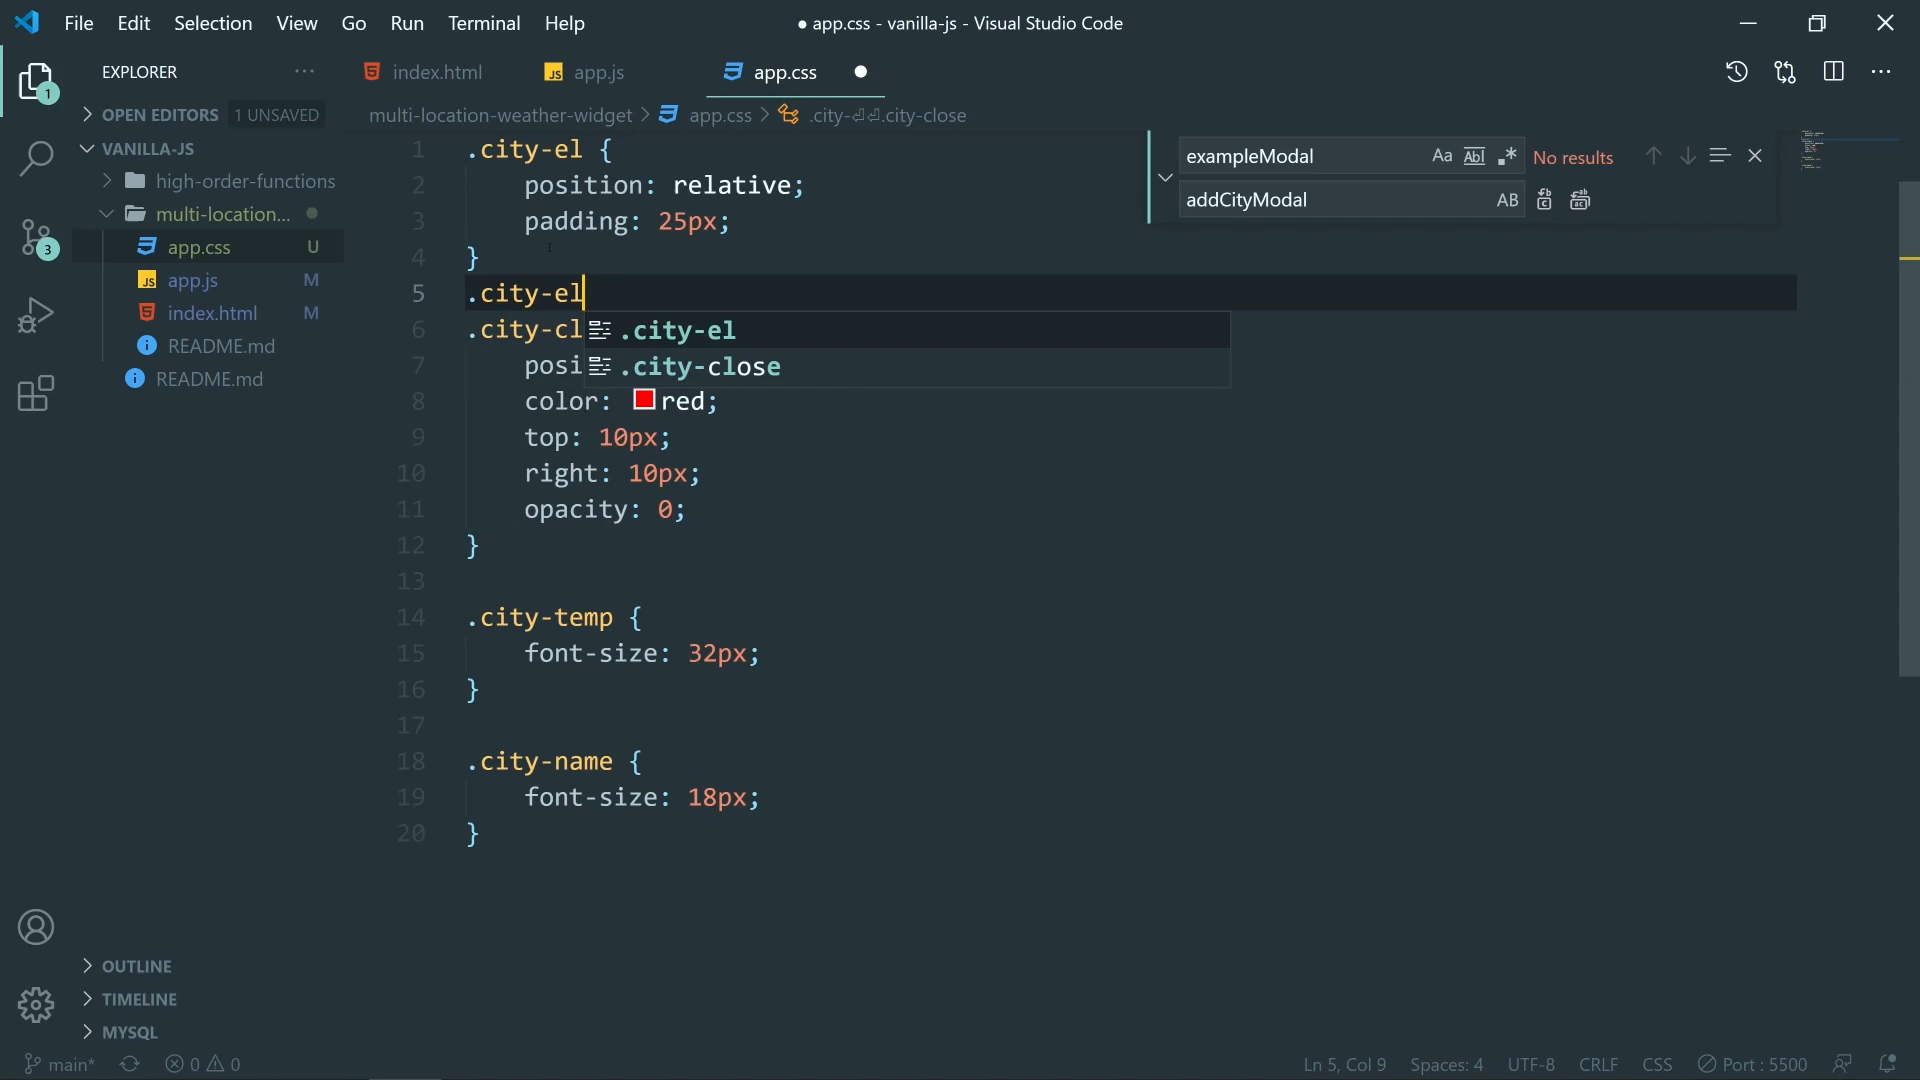 File Edit Selection View Go Run Terminal Help
● app.css - vanilla-js - Visual Studio Code
EXPLORER
index.html
JS app.js
app.css
1
OPEN EDITORS 1 UNSAVED
multi-location-weather-widget > app.css > .city-⏎⏎.city-close
VANILLA-JS
high-order-functions
multi-location...
app.css U
JS app.js M
index.html M
README.md
README.md
3
exampleModal Aa Abl .* No results
addCityModal AB
1 .city-el {
2 position: relative;
3 padding: 25px;
4 }
5 .city-el
6 .city-cl
7 posi
8 color: red;
9 top: 10px;
10 right: 10px;
11 opacity: 0;
12 }
13
14 .city-temp {
15 font-size: 32px;
16 }
17
18 .city-name {
19 font-size: 18px;
20 }
.city-el
.city-close
OUTLINE
TIMELINE
MYSQL
main* 0 0
Ln 5, Col 9 Spaces: 4 UTF-8 CRLF CSS Port : 5500